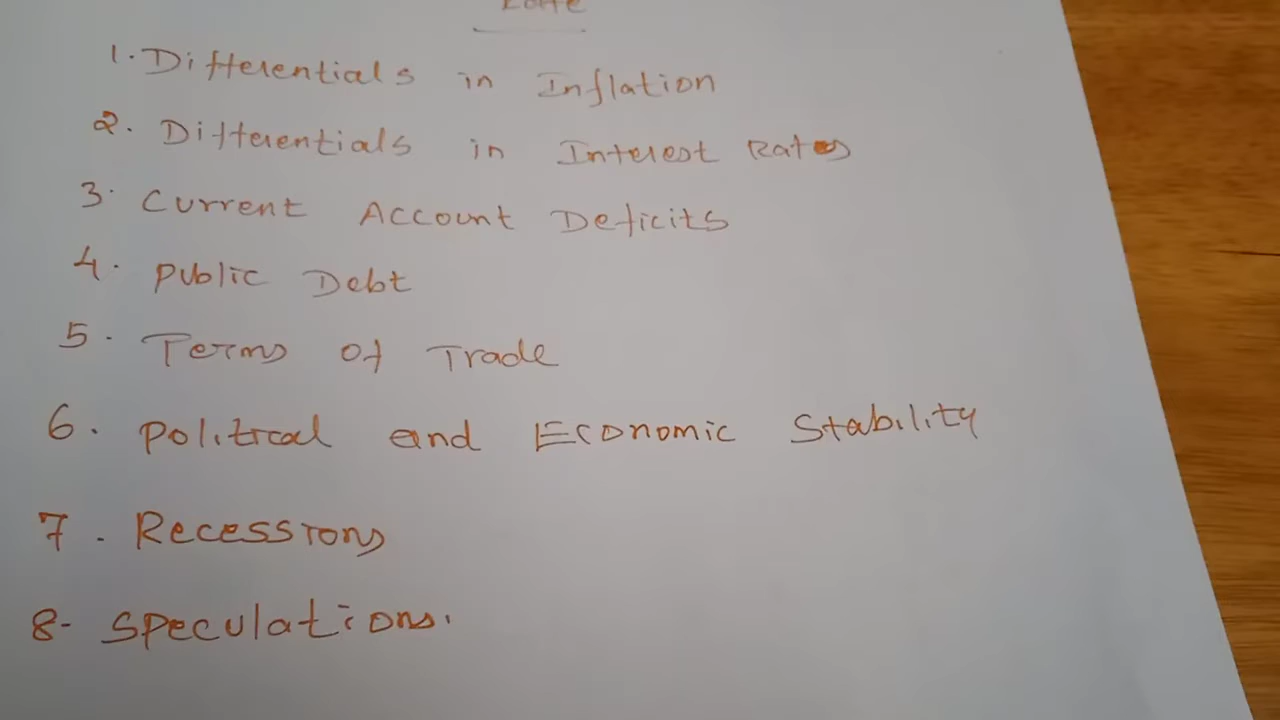 1. Differentials in Inflation
2. Differentials in Interest Rates
3. Current Account Deficits
4. Public Debt
5. Terms of Trade
6. Political and Economic Stability
7. Recessions
8- Speculations.